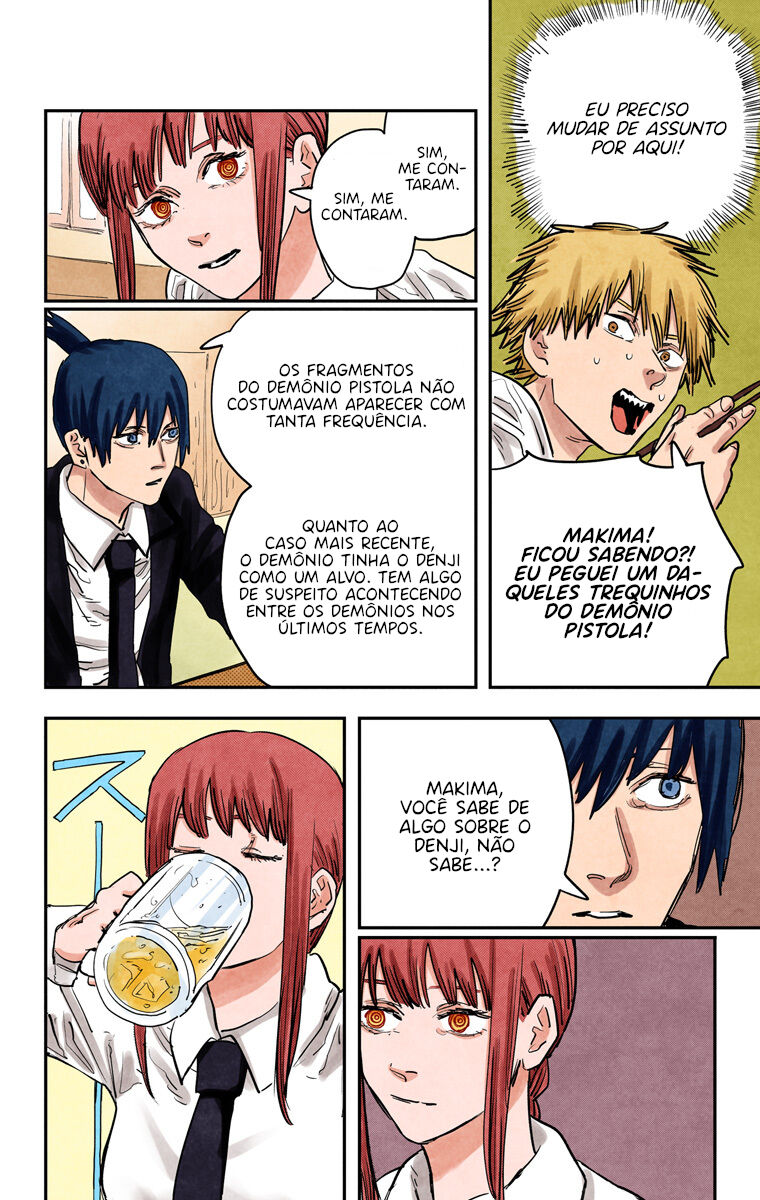 EU PRECISO
MUDAR DE ASSUNTO
POR AQUI!
MAKIMA!
FICOU SABENDO?!
EU PEGUEI UM DA-
QUELES TREQUINHOS
DO DEMÔNIO
PISTOLA!
SIM,
ME CON-
TARAM.
SIM, ME
CONTARAM.
OS FRAGMENTOS
DO DEMÔNIO PISTOLA NÃO
COSTUMAVAM APARECER COM
TANTA FREQUÊNCIA.
QUANTO AO
CASO MAIS RECENTE,
O DEMÔNIO TINHA O DENJI
COMO UM ALVO. TEM ALGO
DE SUSPEITO ACONTECENDO
ENTRE OS DEMÔNIOS NOS
ÚLTIMOS TEMPOS.
MAKIMA,
VOCÊ SABE DE
ALGO SOBRE O
DENJI, NÃO
SABE...?
スー